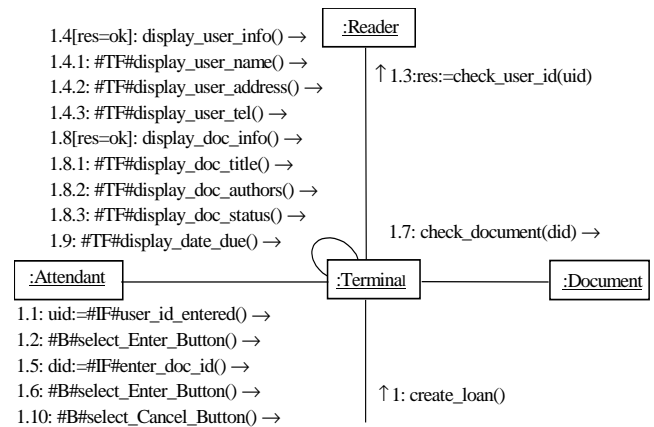 1.4[res=ok]: display_user_info() →
:Reader
1.4.1: #TF#display_user_name() →
1.4.2: #TF#display_user_address() →
↑ 1.3:res:=check_user_id(uid)
1.4.3: #TF#display_user_tel() →
1.8[res=ok]: display_doc_info() →
1.8.1: #TF#display_doc_title() →
1.8.2: #TF#display_doc_authors() →
1.8.3: #TF#display_doc_status() →
1.9: #TF#display_date_due() →
1.7: check_document(did) →
:Attendant
:Terminal
:Document
1.1: uid:=#IF#user_id_entered() →
1.2: #B#select_Enter_Button() →
1.5: did:=#IF#enter_doc_id() →
1.6: #B#select_Enter_Button() →
1.10: #B#select_Cancel_Button() →
↑ 1: create_loan()